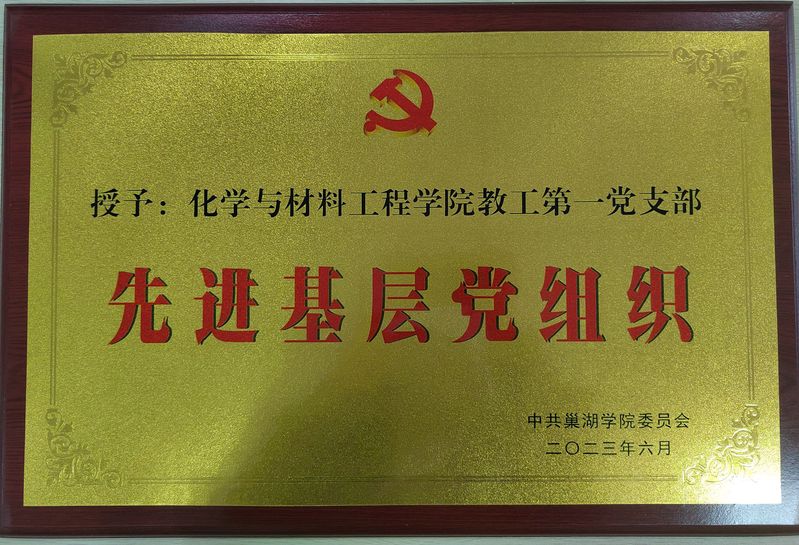 授予：化学与材料工程学院教工第一党支部
先进基层党组织
中共巢湖学院委员会
二〇二三年六月